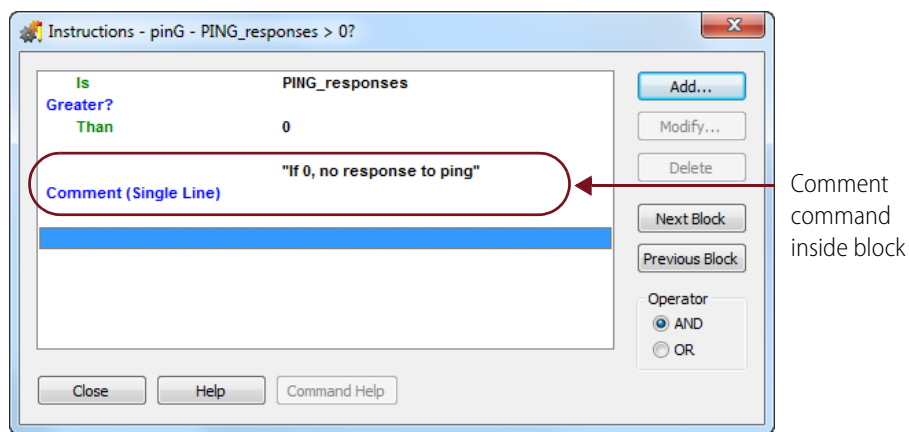 Instructions - pinG - PING_responses > 0?
Is PING_responses
Greater?
Than 0
"If 0, no response to ping"
Comment (Single Line)
Add...
Modify...
Delete
Next Block
Previous Block
Operator
AND
OR
Close Help Command Help
Comment
command
inside block